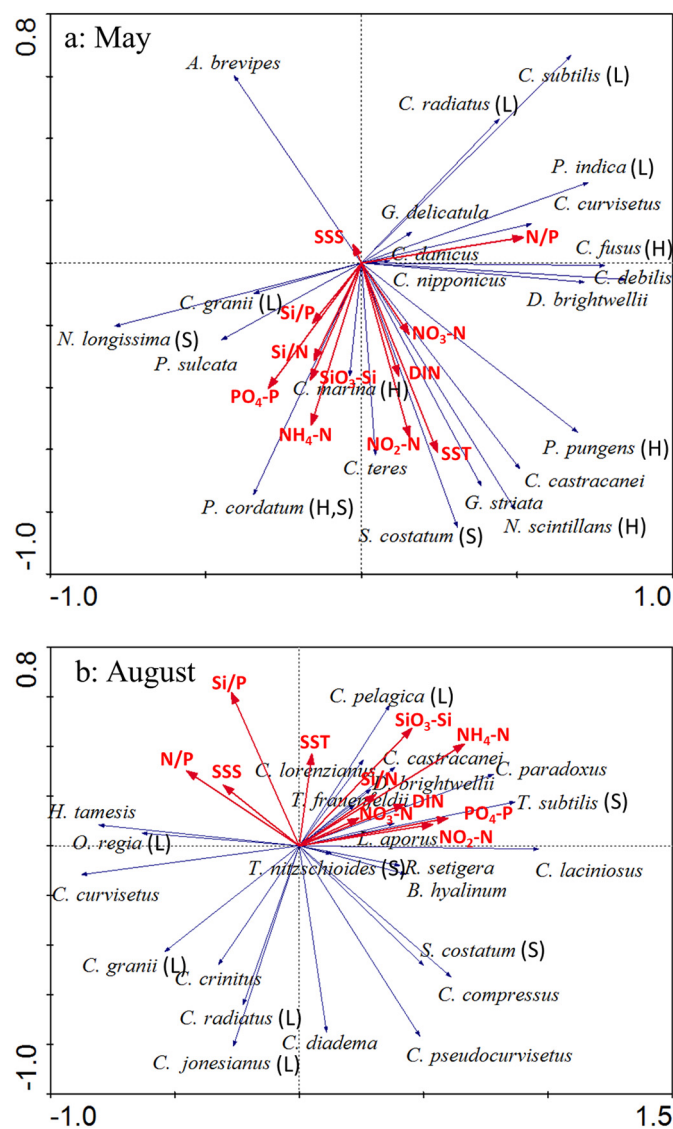 0.8
a: May
A. brevipes
C. subtilis (L)
C. radiatus (L)
P. indica (L)
C. curvisetus
G. delicatula
SSS
N/P
C. danicus
C. fusus (H)
C. nipponicus
C. debilis
D. brightwellii
C. granii (L)
Si/P
N. longissima (S)
NO3-N
P. sulcata
Si/N
SiO3-Si
DIN
PO4-P
C. marina (H)
NH4-N
NO2-N
SST
P. pungens (H)
C. teres
C. castracanei
P. cordatum (H,S)
G. striata
S. costatum (S)
N. scintillans (H)
-1.0
-1.0
1.0
0.8
b: August
Si/P
C. pelagica (L)
SiO3-Si
NH4-N
SST
N/P
C. castracanei
SSS
C. lorenzianus
C. paradoxus
Si/N
D. brightwellii
T. frauenfeldii
DIN
T. subtilis (S)
H. tamesis
NO3-N
PO4-P
O. regia (L)
L. aporus
NO2-N
T. nitzschioides (S)
R. setigera
C. laciniosus
C. curvisetus
B. hyalinum
C. granii (L)
S. costatum (S)
C. crinitus
C. compressus
C. radiatus (L)
C. diadema
C. pseudocurvisetus
C. jonesianus (L)
-1.0
-1.0
1.5